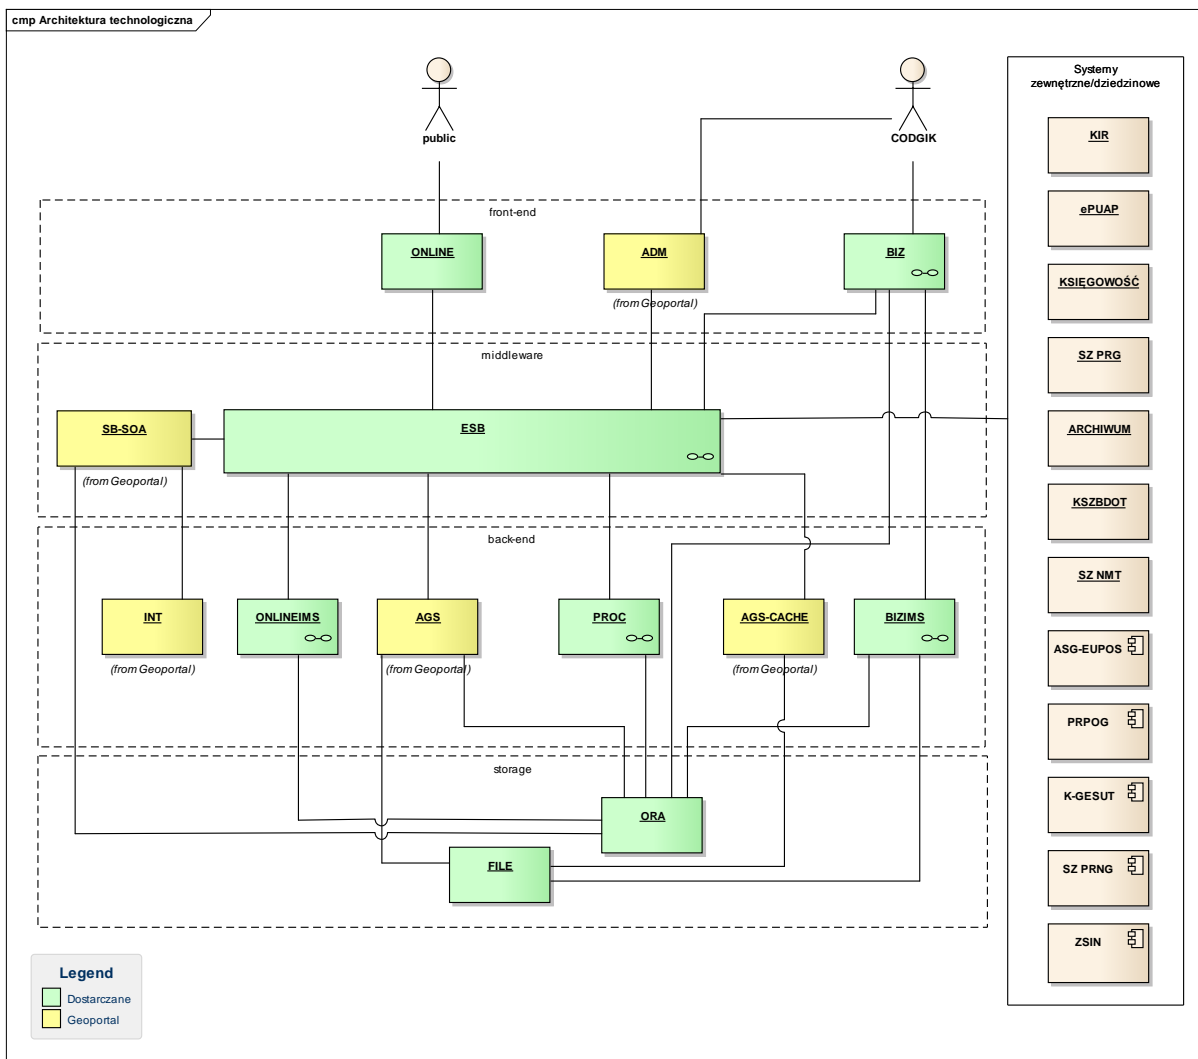 cmp Architektura technologiczna
public
CODGIK
Systemy
zewnętrzne/dziedzinowe
KIR
ePUAP
KSIĘGOWOŚĆ
SZ PRG
ARCHIWUM
KSZBDOT
SZ NMT
ASG-EUPOS
PRPOG
K-GESUT
SZ PRNG
ZSIN
front-end
ONLINE
ADM
BIZ
(from Geoportal)
middleware
SB-SOA
ESB
(from Geoportal)
back-end
INT
ONLINEIMS
AGS
PROC
AGS-CACHE
BIZIMS
(from Geoportal)
(from Geoportal)
(from Geoportal)
storage
ORA
FILE
Legend
Dostarczane
Geoportal